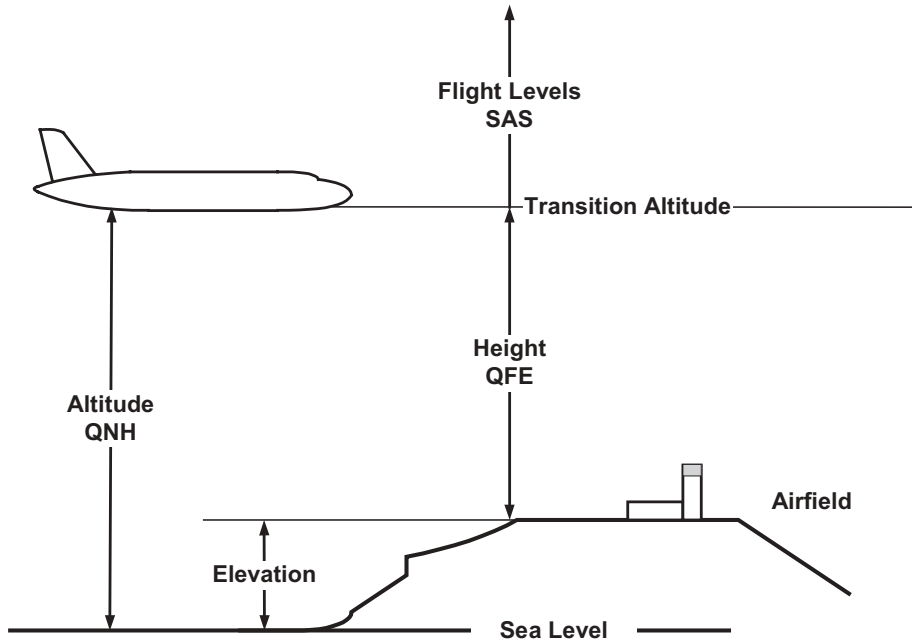 Flight Levels
SAS
Transition Altitude
Height
QFE
Altitude
QNH
Airfield
Elevation
Sea Level